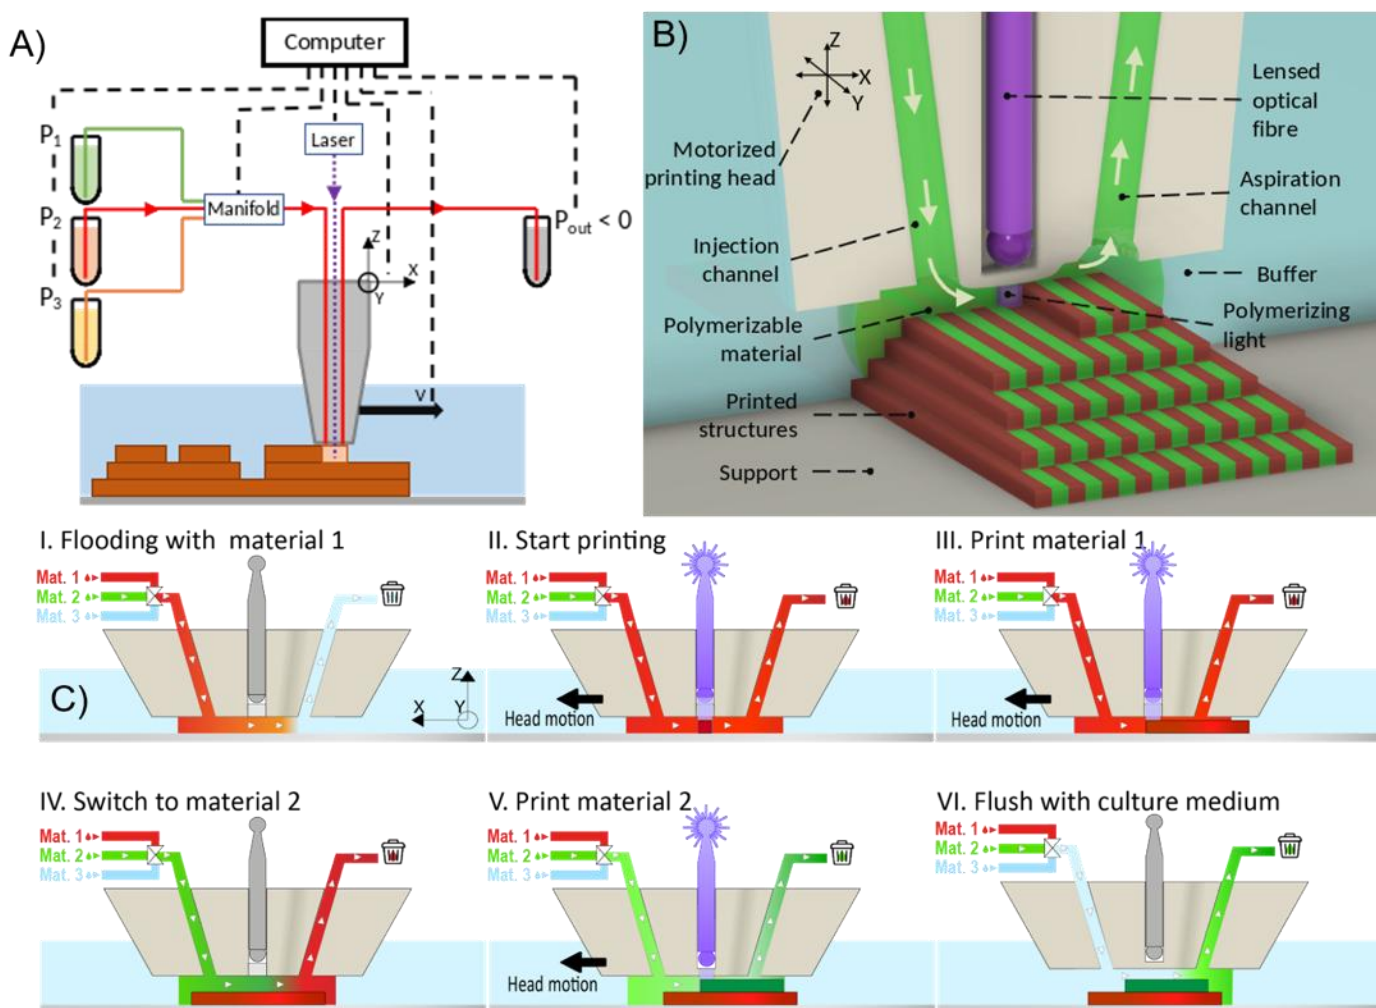 A)
Computer
Laser
P1
P2
P3
Manifold
Pout < 0
Z
X
Y
V
B)
Z
X
Y
Motorized
printing head
Injection
channel
Polymerizable
material
Printed
structures
Support
Lensed
optical
fibre
Aspiration
channel
Buffer
Polymerizing
light
C)
I. Flooding with material 1
Mat. 1
Mat. 2
Mat. 3
Z
X
Y
II. Start printing
Mat. 1
Mat. 2
Mat. 3
Head motion
III. Print material 1
Mat. 1
Mat. 2
Mat. 3
Head motion
IV. Switch to material 2
Mat. 1
Mat. 2
Mat. 3
V. Print material 2
Mat. 1
Mat. 2
Mat. 3
Head motion
VI. Flush with culture medium
Mat. 1
Mat. 2
Mat. 3